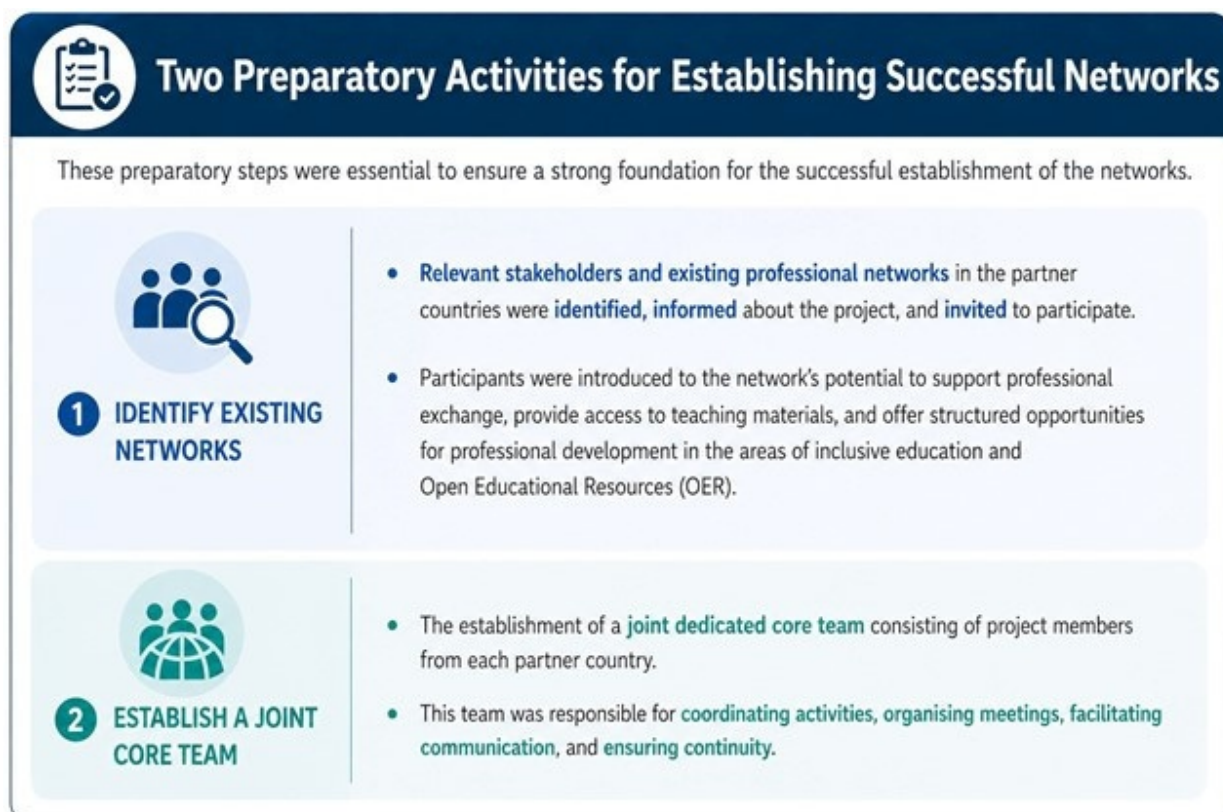 Two Preparatory Activities for Establishing Successful Networks
These preparatory steps were essential to ensure a strong foundation for the successful establishment of the networks.
1 IDENTIFY EXISTING
NETWORKS
• Relevant stakeholders and existing professional networks in the partner
countries were identified, informed about the project, and invited to participate.
• Participants were introduced to the network's potential to support professional
exchange, provide access to teaching materials, and offer structured opportunities
for professional development in the areas of inclusive education and
Open Educational Resources (OER).
2 ESTABLISH A JOINT
CORE TEAM
• The establishment of a joint dedicated core team consisting of project members
from each partner country.
• This team was responsible for coordinating activities, organising meetings, facilitating
communication, and ensuring continuity.